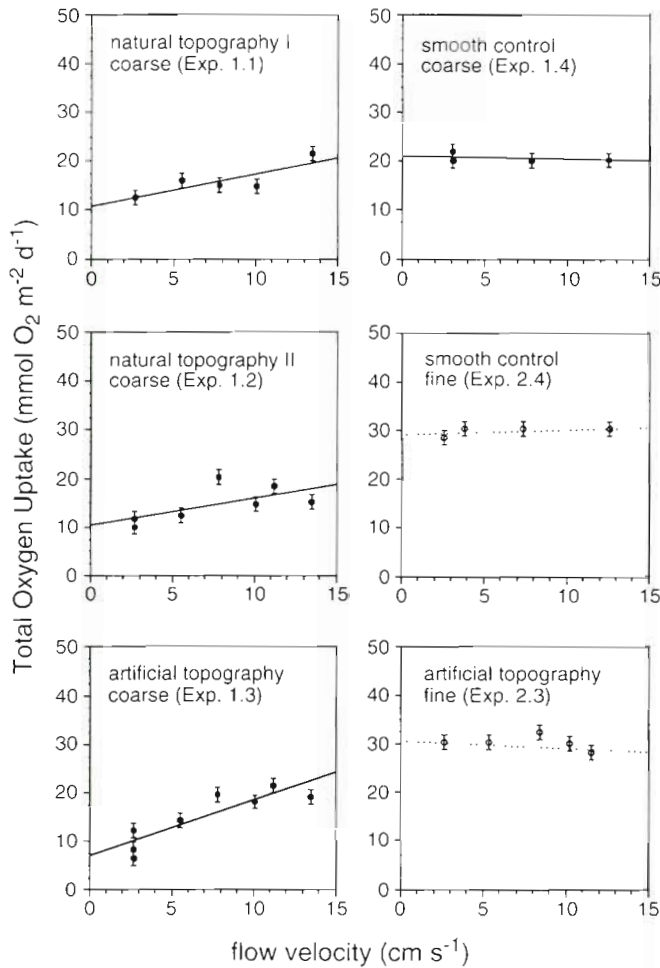 Total Oxygen Uptake (mmol O2 m-2 d-1)
50
40
30
20
10
0
natural topography I
coarse (Exp. 1.1)
0 5 10 15
50
40
30
20
10
0
smooth control
coarse (Exp. 1.4)
0 5 10 15
50
40
30
20
10
0
natural topography II
coarse (Exp. 1.2)
0 5 10 15
50
40
30
20
10
0
smooth control
fine (Exp. 2.4)
0 5 10 15
50
40
30
20
10
0
artificial topography
coarse (Exp. 1.3)
0 5 10 15
50
40
30
20
10
0
artificial topography
fine (Exp. 2.3)
0 5 10 15
flow velocity (cm s-1)